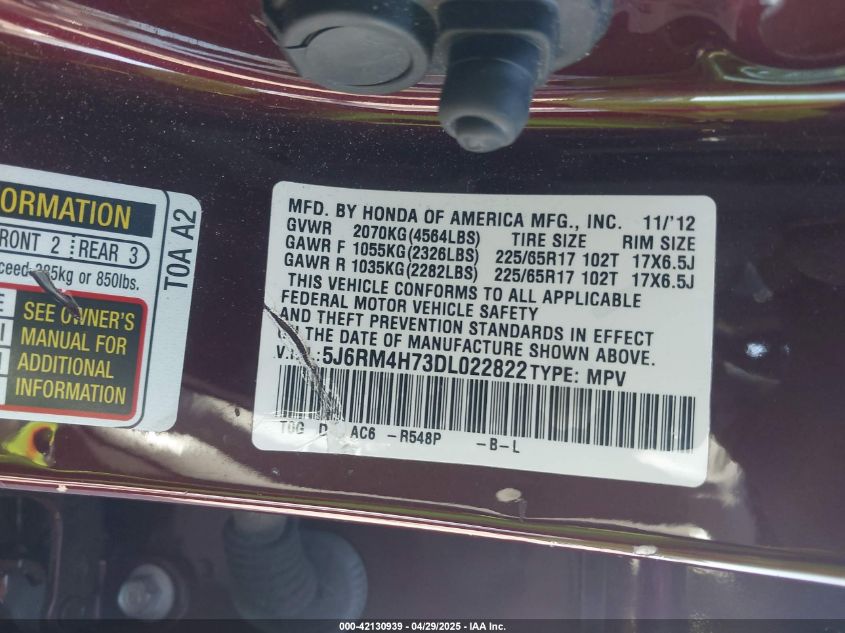 ORMATION
FRONT 2 REAR 3
ceed 385kg or 850lbs.
SEE OWNER'S
MANUAL FOR
ADDITIONAL
INFORMATION
TOA A2
MFD. BY HONDA OF AMERICA MFG., INC. 11/'12
GVWR 2070KG(4564LBS) TIRE SIZE RIM SIZE
GAWR F 1055KG(2326LBS) 225/65R17 102T 17X6.5J
GAWR R 1035KG(2282LBS) 225/65R17 102T 17X6.5J
THIS VEHICLE CONFORMS TO ALL APPLICABLE
FEDERAL MOTOR VEHICLE SAFETY
AND THEFT PREVENTION STANDARDS IN EFFECT
ON THE DATE OF MANUFACTURE SHOWN ABOVE.
V.I.N.:5J6RM4H73DL022822 TYPE: MPV
T0G D AC6 -R548P -B-L
000-42130939 / 04/29/2025 - IAA Inc.